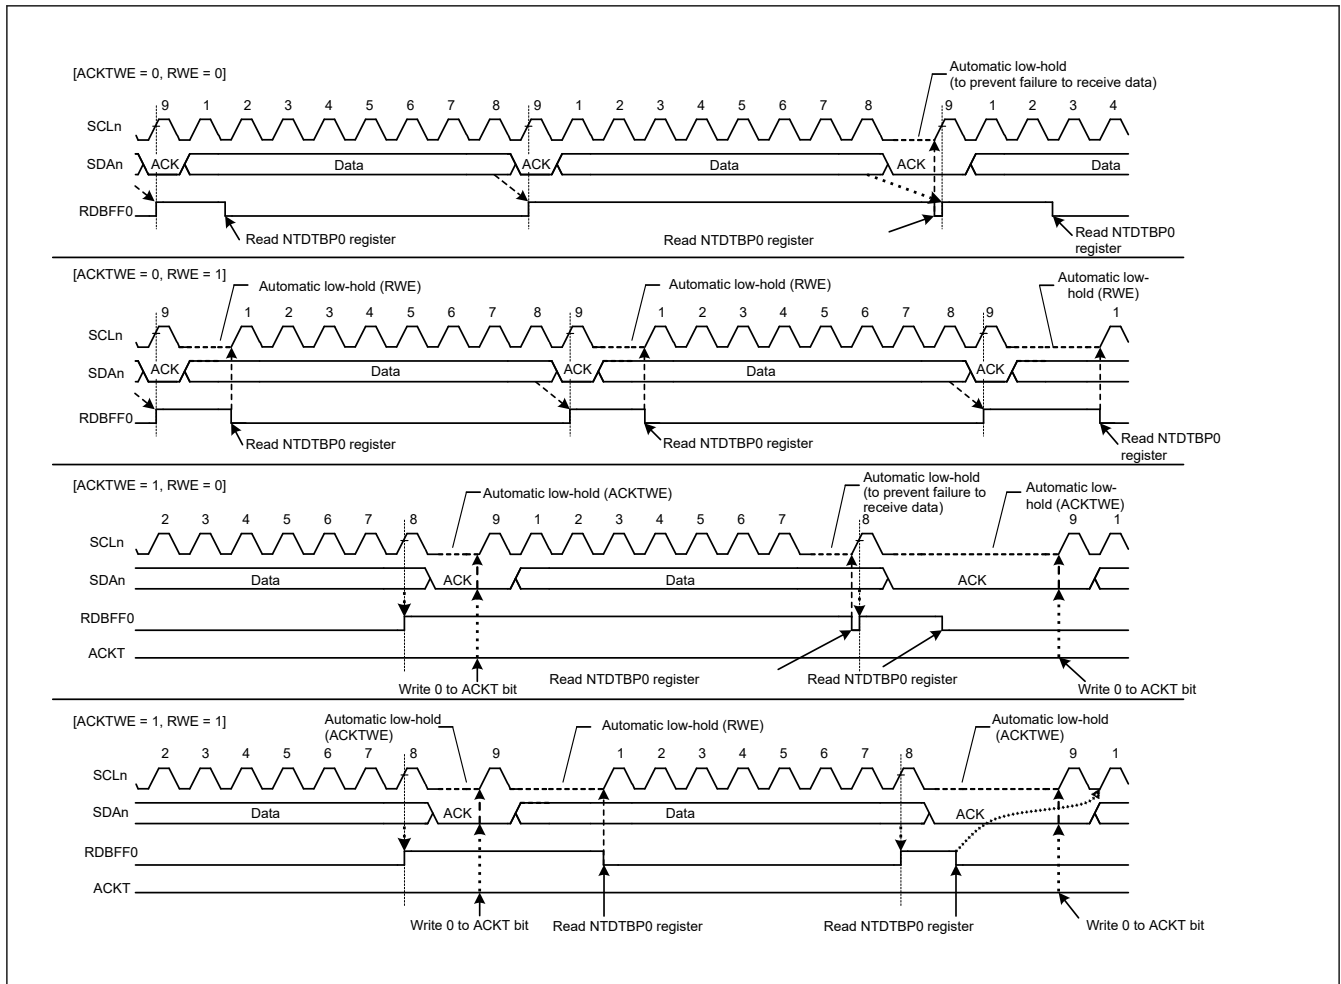 [ACKTWE = 0, RWE = 0]
Automatic low-hold
(to prevent failure to receive data)
9 1 2 3 4 5 6 7 8 9 1 2 3 4 5 6 7 8 9 1 2 3 4
SCLn
SDAn ACK Data ACK Data ACK Data
RDBFF0
Read NTDTBP0 register Read NTDTBP0 register Read NTDTBP0
register
[ACKTWE = 0, RWE = 1]
Automatic low-hold (RWE) Automatic low-hold (RWE) Automatic low-
hold (RWE)
9 1 2 3 4 5 6 7 8 9 1 2 3 4 5 6 7 8 9 1
SCLn
SDAn ACK Data ACK Data ACK
RDBFF0
Read NTDTBP0 register Read NTDTBP0 register Read NTDTBP0
register
[ACKTWE = 1, RWE = 0]
Automatic low-hold (ACKTWE)
Automatic low-hold
(to prevent failure to
receive data)
Automatic low-
hold (ACKTWE)
2 3 4 5 6 7 8 9 1 2 3 4 5 6 7 8 9 1
SCLn
SDAn Data ACK Data ACK
RDBFF0
ACKT
Read NTDTBP0 register Read NTDTBP0 register
Write 0 to ACKT bit Write 0 to ACKT bit
[ACKTWE = 1, RWE = 1]
Automatic low-hold
(ACKTWE)
Automatic low-hold (RWE)
Automatic low-hold
(ACKTWE)
2 3 4 5 6 7 8 9 1 2 3 4 5 6 7 8 9 1
SCLn
SDAn Data ACK Data ACK
RDBFF0
ACKT
Write 0 to ACKT bit Read NTDTBP0 register Read NTDTBP0 register Write 0 to ACKT bit